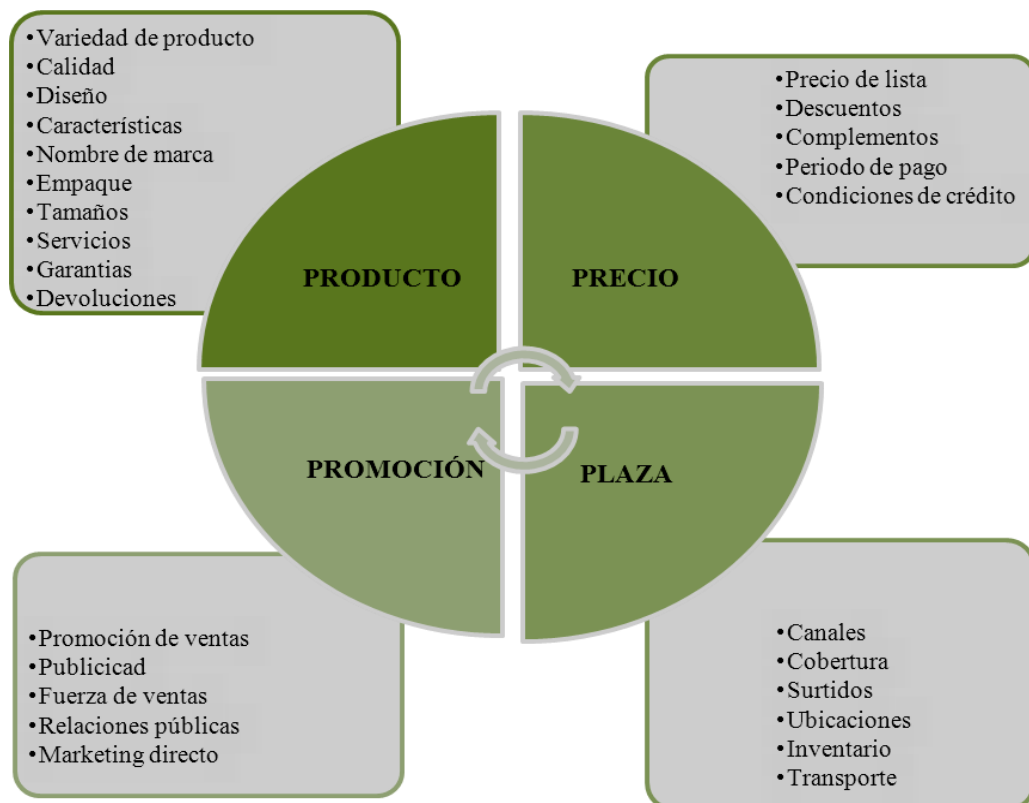 •Variedad de producto
•Calidad
•Diseño
•Características
•Nombre de marca
•Empaque
•Tamaños
•Servicios
•Garantias
•Devoluciones
•Precio de lista
•Descuentos
•Complementos
•Periodo de pago
•Condiciones de crédito
PRODUCTO
PRECIO
PROMOCIÓN
PLAZA
•Promoción de ventas
•Publicicad
•Fuerza de ventas
•Relaciones públicas
•Marketing directo
•Canales
•Cobertura
•Surtidos
•Ubicaciones
•Inventario
•Transporte